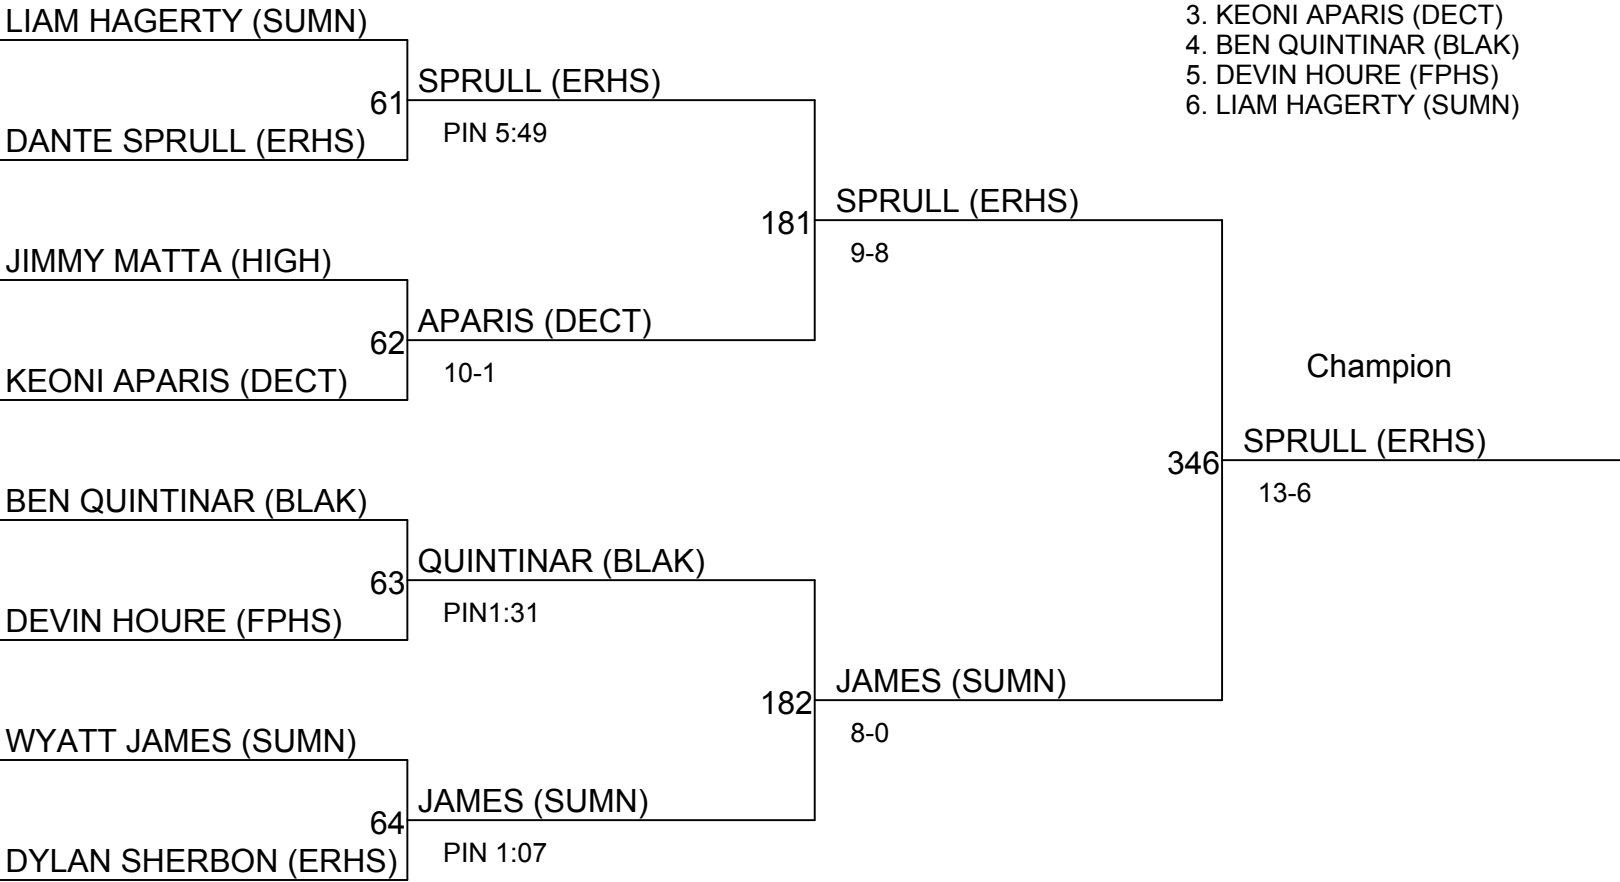 LIAM HAGERTY (SUMN)
61
DANTE SPRULL (ERHS)
SPRULL (ERHS)
PIN 5:49
JIMMY MATTA (HIGH)
62
KEONI APARIS (DECT)
APARIS (DECT)
10-1
181
SPRULL (ERHS)
9-8
BEN QUINTINAR (BLAK)
63
DEVIN HOURE (FPHS)
QUINTINAR (BLAK)
PIN1:31
WYATT JAMES (SUMN)
64
DYLAN SHERBON (ERHS)
JAMES (SUMN)
PIN 1:07
182
JAMES (SUMN)
8-0
346
Champion
SPRULL (ERHS)
13-6
3. KEONI APARIS (DECT)
4. BEN QUINTINAR (BLAK)
5. DEVIN HOURE (FPHS)
6. LIAM HAGERTY (SUMN)